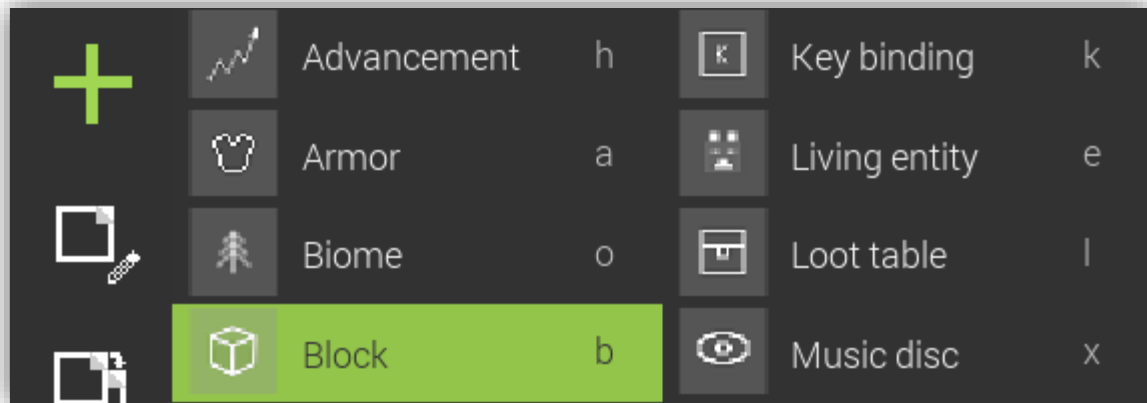 Advancement h
Armor a
Biome o
Block b
K Key binding k
Living entity e
Loot table l
Music disc x